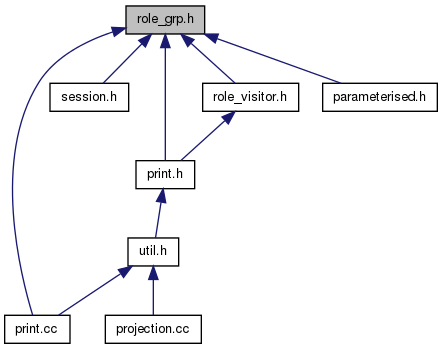 role_grp.h
session.h
role_visitor.h
parameterised.h
print.h
util.h
print.cc
projection.cc